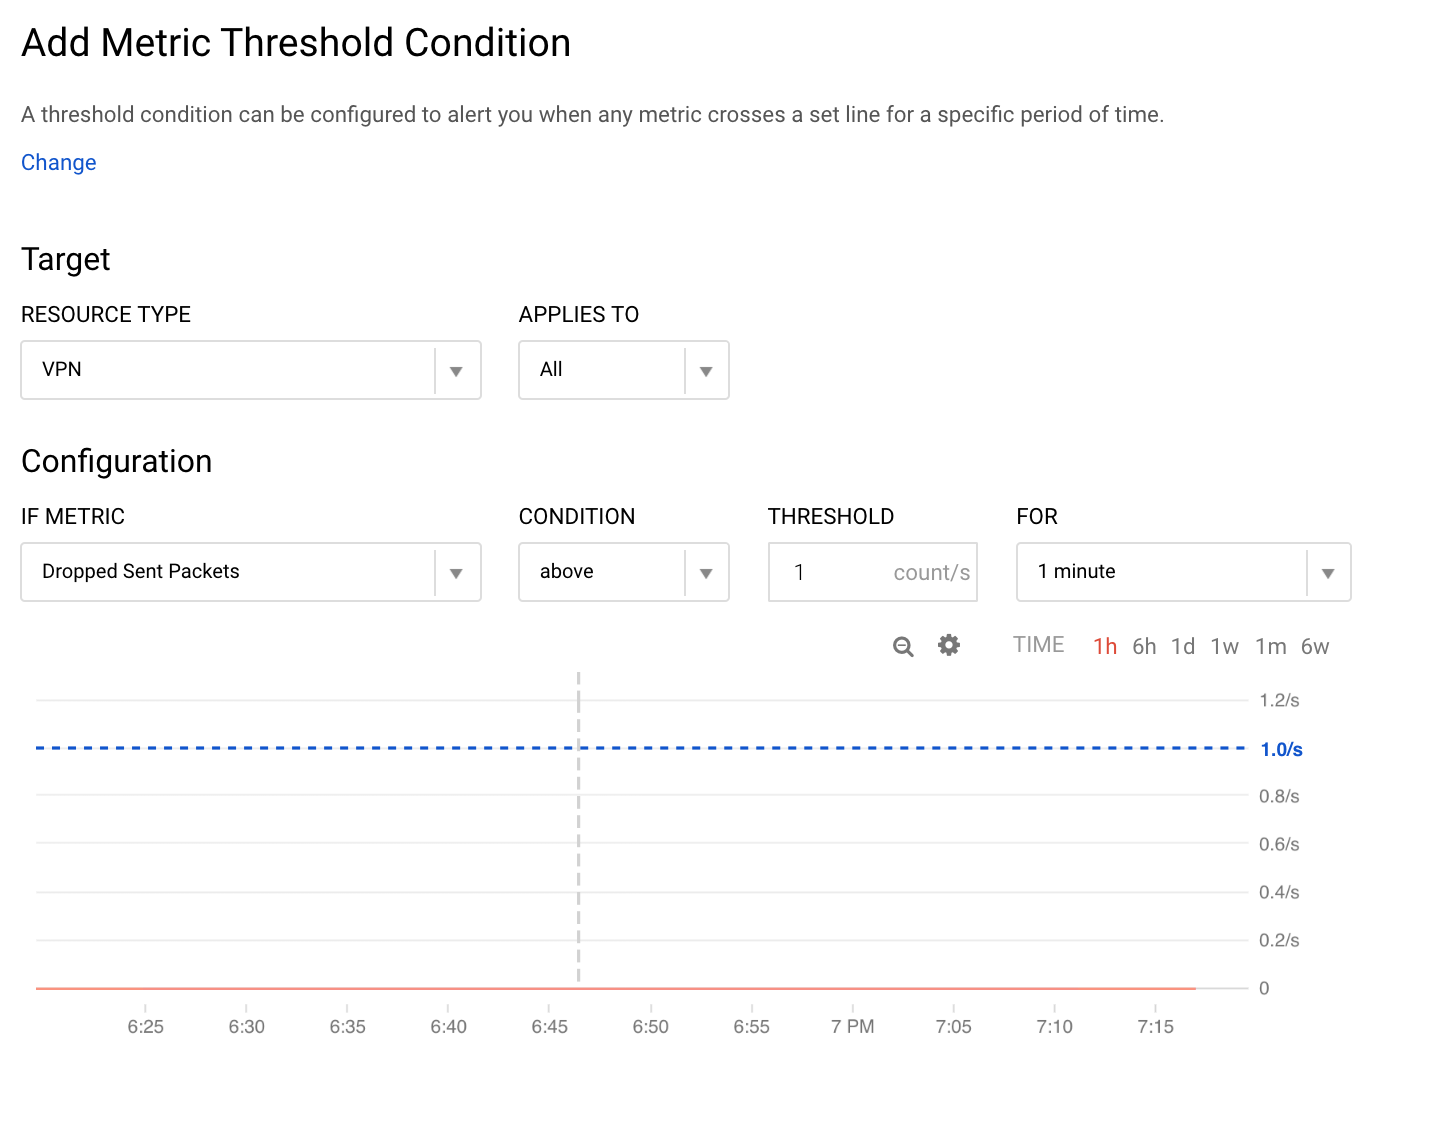 Add Metric Threshold Condition
A threshold condition can be configured to alert you when any metric crosses a set line for a specific period of time.
Change
Target
RESOURCE TYPE APPLIES TO
VPN All
Configuration
IF METRIC CONDITION THRESHOLD FOR
Dropped Sent Packets above 1 count/s 1 minute
TIME 1h 6h 1d 1w 1m 6w
1.2/s
1.0/s
0.8/s
0.6/s
0.4/s
0.2/s
0
6:25 6:30 6:35 6:40 6:45 6:50 6:55 7 PM 7:05 7:10 7:15